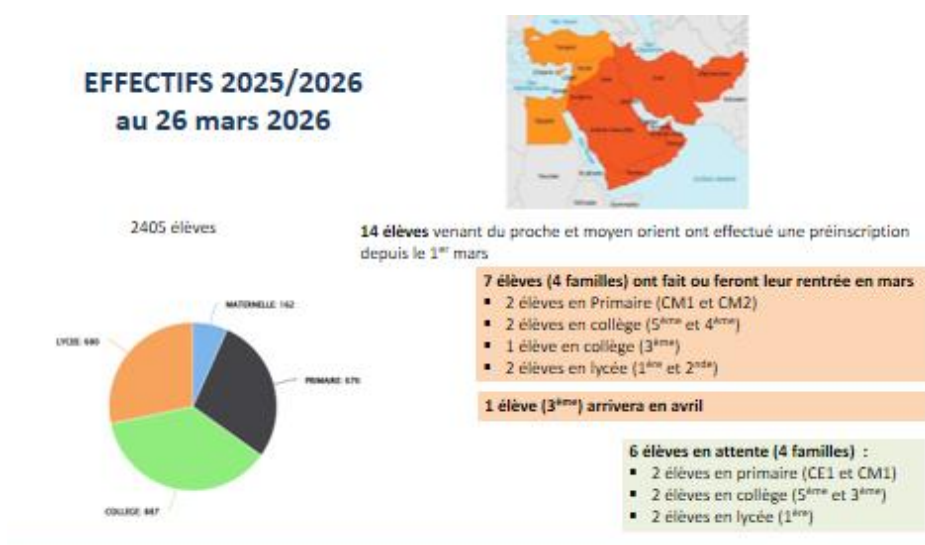 EFFECTIFS 2025/2026
au 26 mars 2026
2405 élèves
14 élèves venant du proche et moyen orient ont effectué une préinscription
depuis le 1er mars
7 élèves (4 familles) ont fait ou feront leur rentrée en mars
▪ 2 élèves en Primaire (CM1 et CM2)
▪ 2 élèves en collège (5ème et 4ème)
▪ 1 élève en collège (3ème)
▪ 2 élèves en lycée (1ère et 2nde)
1 élève (3ème) arrivera en avril
6 élèves en attente (4 familles) :
▪ 2 élèves en primaire (CE1 et CM1)
▪ 2 élèves en collège (5ème et 3ème)
▪ 2 élèves en lycée (1ère)
MATERNELLE: 162
LYCEE:
PRIMAIRE:
COLLEGE: